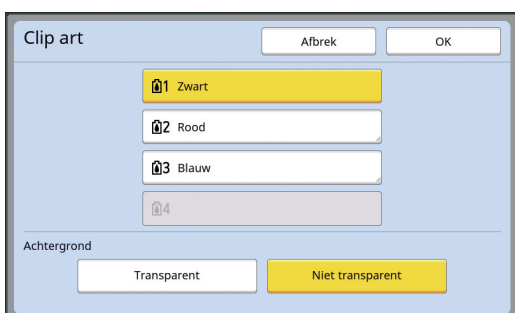 Clip art Afbrek OK
1 Zwart
2 Rood
3 Blauw
4
Achtergrond
Transparent Niet transparent